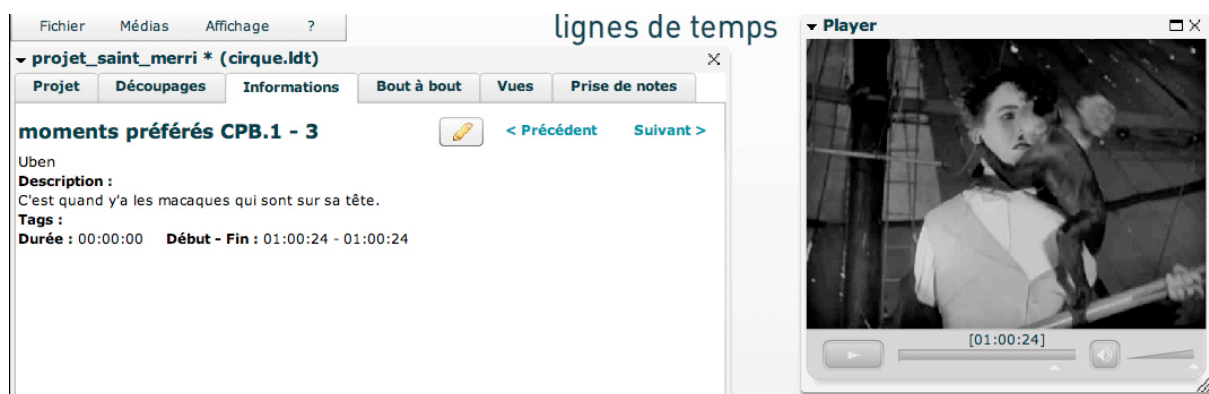 Fichier Médias Affichage ?
lignes de temps
projet_saint_merri * (cirque.ldt)
Projet Découpages Informations Bout à bout Vues Prise de notes
moments préférés CPB.1 - 3
< Précédent Suivant >
Uben
Description :
C'est quand y'a les macaques qui sont sur sa tête.
Tags :
Durée : 00:00:00 Début - Fin : 01:00:24 - 01:00:24
Player
[01:00:24]